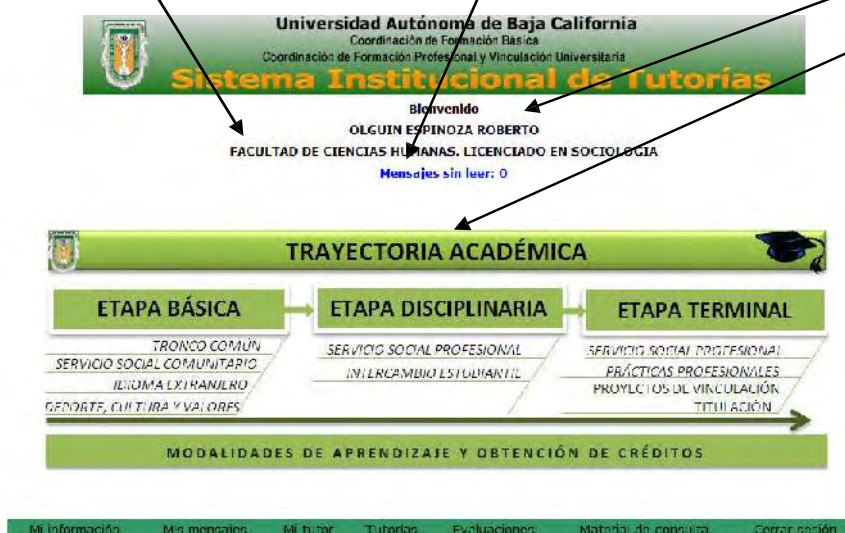 Universidad Autónoma de Baja California
Coordinación de Formación Básica
Coordinación de Formación Profesional y Vinculación Universitaria
Sistema Institucional de Tutorías
Bienvenido
OLGUIN ESPINOZA ROBERTO
FACULTAD DE CIENCIAS HUMANAS. LICENCIADO EN SOCIOLOGIA
Mensajes sin leer: 0
TRAYECTORIA ACADÉMICA
ETAPA BÁSICA
TRONCO COMÚN
SERVICIO SOCIAL COMUNITARIO
IDIOMA EXTRANJERO
DEPORTE, CULTURA Y VALORES
ETAPA DISCIPLINARIA
SERVICIO SOCIAL PROFESIONAL
INTERCAMBIO ESTUDIANTIL
ETAPA TERMINAL
SERVICIO SOCIAL PROFESIONAL
PRÁCTICAS PROFESIONALES
PROYECTOS DE VINCULACIÓN
TITULACIÓN
MODALIDADES DE APRENDIZAJE Y OBTENCIÓN DE CRÉDITOS
Mi información Mis mensajes Mi tutor Tutorías Evaluaciones Material de consulta Cerrar sesión